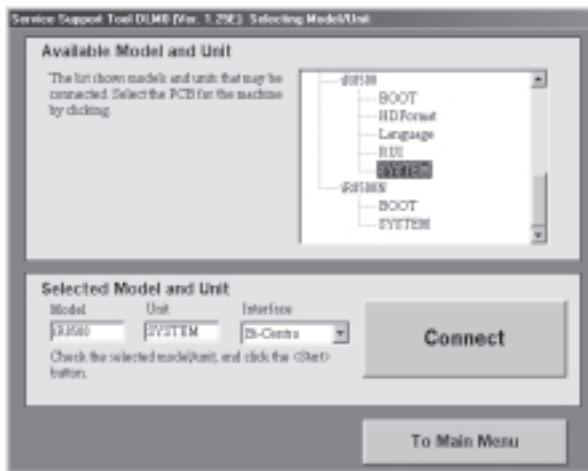 Service Support Tool DLM0 (Ver. 1.25E) Selecting Model/Unit
Available Model and Unit
The list shows models and units that may be
connected. Select the PCB for the machine
by clicking.
iR8500
BOOT
HDFormat
Language
RUI
SYSTEM
BOOT
SYSTEM
Selected Model and Unit
Model Unit Interface
iR8500 SYSTEM Bi-Centro
Check the selected model/unit, and click the <Start>
button.
Connect
To Main Menu